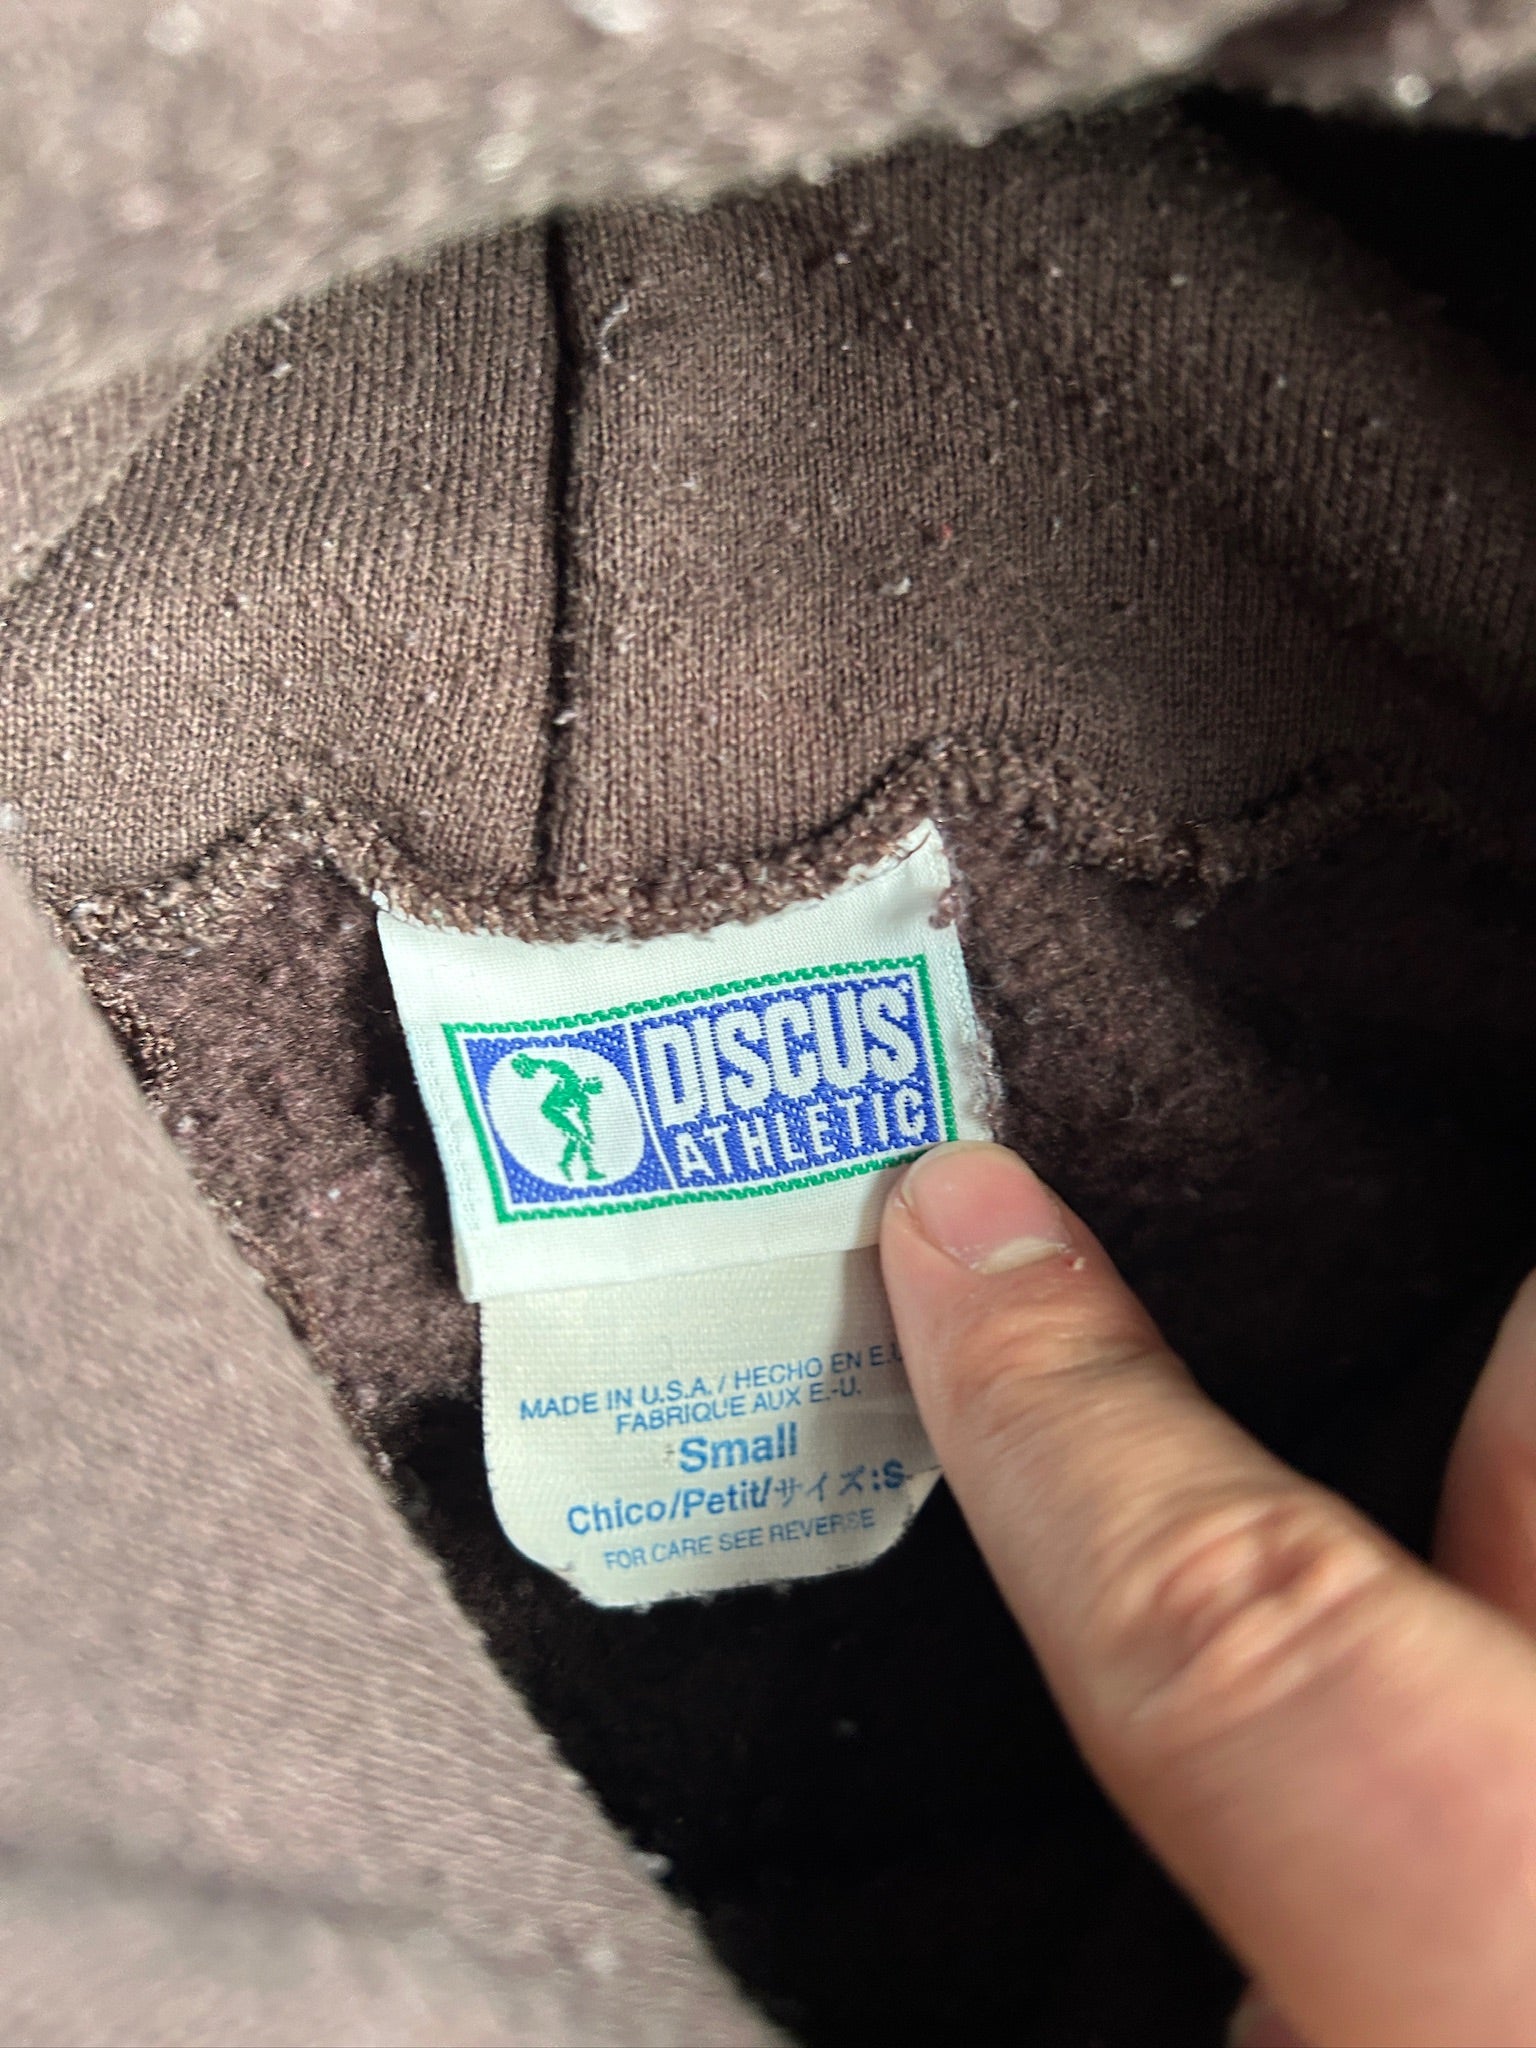 DISCUS
ATHLETIC
MADE IN U.S.A. / HECHO EN E.U
FABRIQUE AUX E.-U.
Small
Chico/Petit/サイズ:S
FOR CARE SEE REVERSE